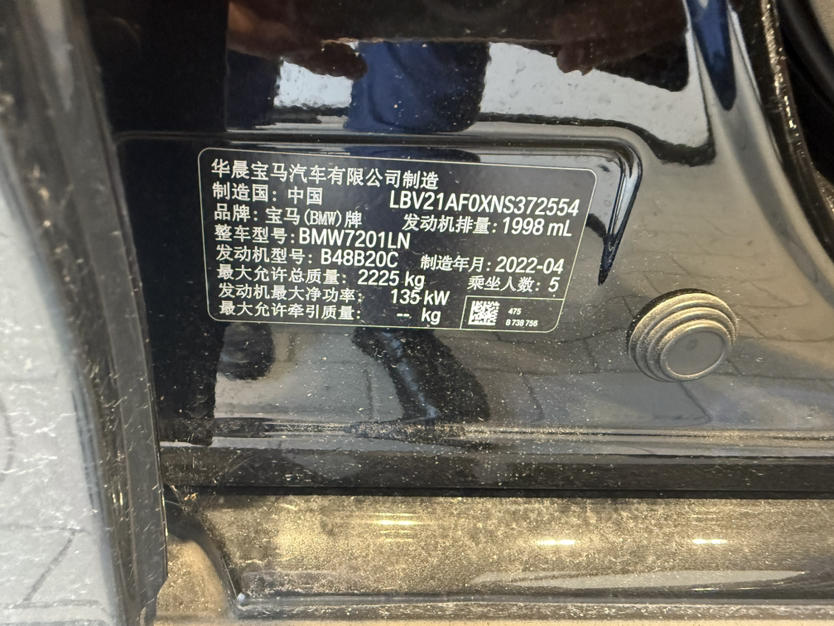 华晨宝马汽车有限公司制造
制造国：中国 LBV21AF0XNS372554
品牌：宝马(BMW)牌 发动机排量：1998 mL
整车型号：BMW7201LN
发动机型号：B48B20C 制造年月：2022-04
最大允许总质量：2225 kg 乘坐人数：5
发动机最大净功率：135 kW
最大允许牵引质量：-- kg
475
8 738 756